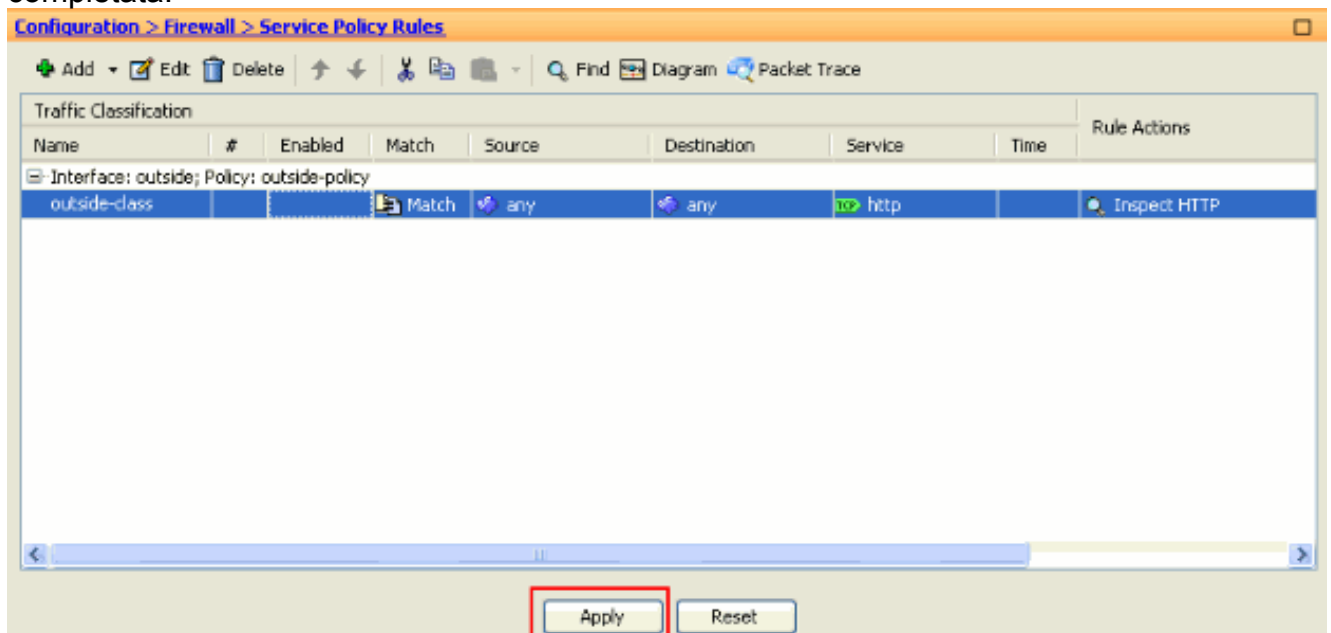 completata.
Configuration > Firewall > Service Policy Rules
Add Edit Delete Find Diagram Packet Trace
Traffic Classification
Rule Actions
Name # Enabled Match Source Destination Service Time
Interface: outside; Policy: outside-policy
outside-class Match any any TCP http Inspect HTTP
Apply Reset